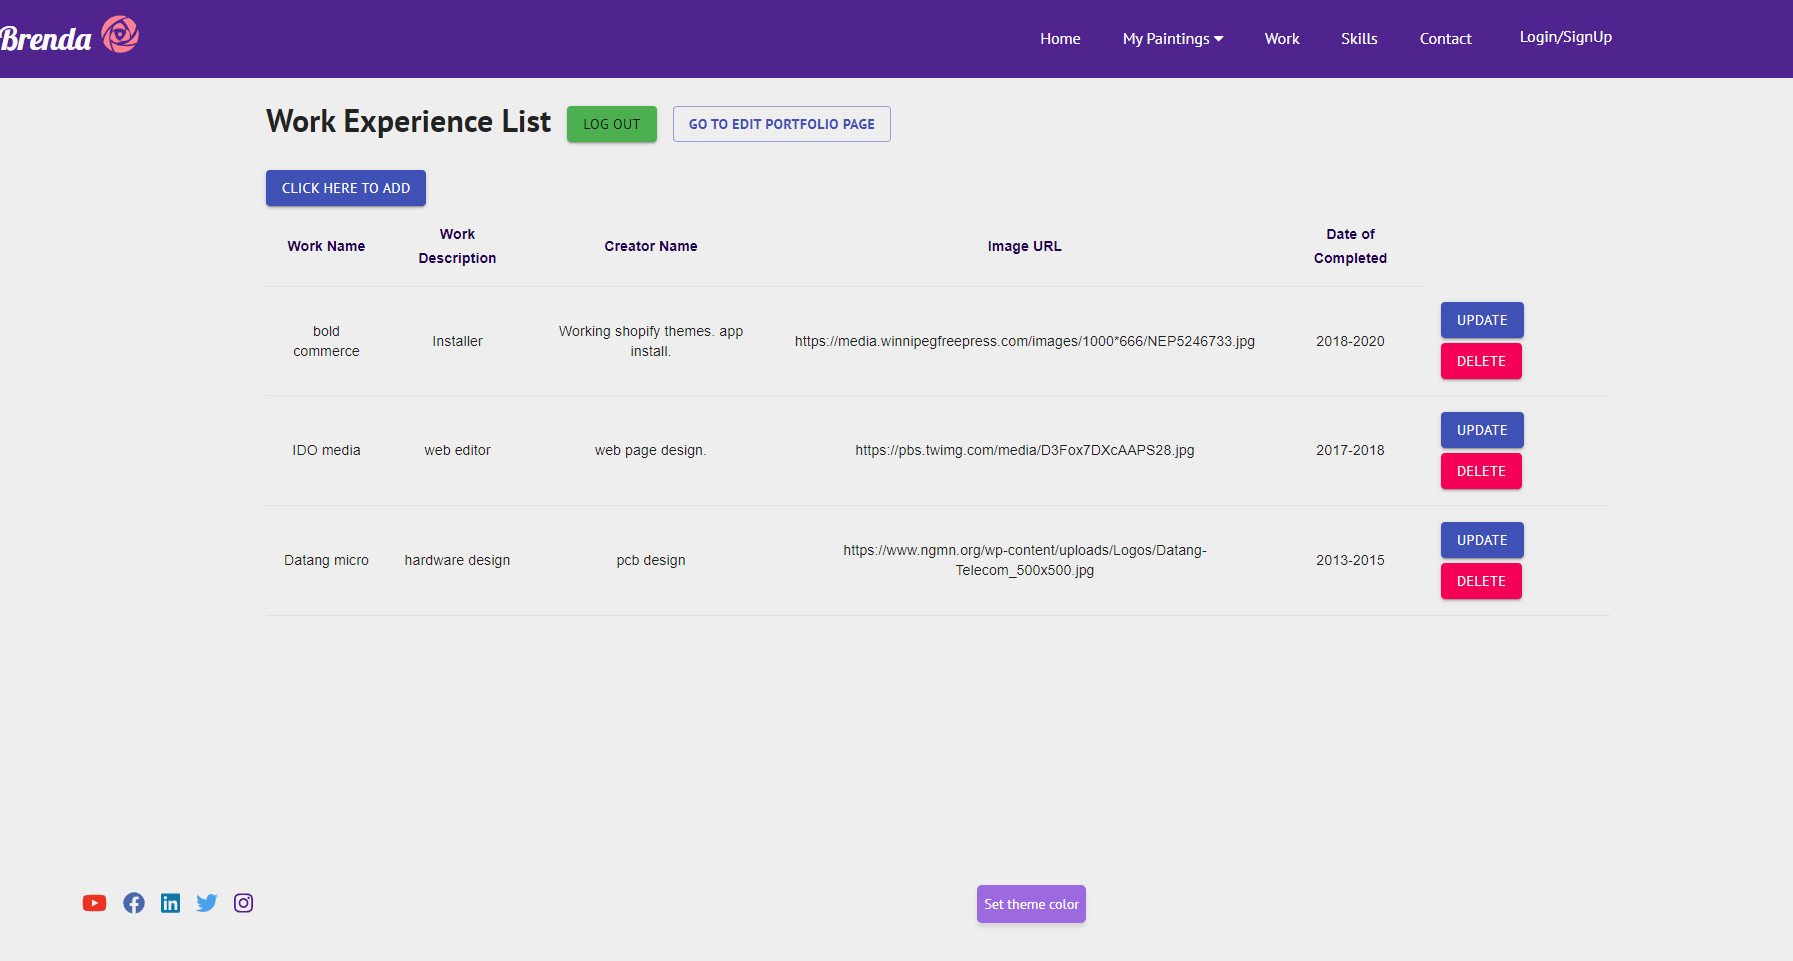 Brenda
Home
My Paintings
Work
Skills
Contact
Login/SignUp
Work Experience List
LOG OUT
GO TO EDIT PORTFOLIO PAGE
CLICK HERE TO ADD
Work Name
Work
Description
Creator Name
Image URL
Date of
Completed
bold
commerce
Installer
Working shopify themes. app
install.
https://media.winnipegfreepress.com/images/1000*666/NEP5246733.jpg
2018-2020
UPDATE
DELETE
IDO media
web editor
web page design.
https://pbs.twimg.com/media/D3Fox7DXcAAPS28.jpg
2017-2018
UPDATE
DELETE
Datang micro
hardware design
pcb design
https://www.ngmn.org/wp-content/uploads/Logos/Datang-
Telecom_500x500.jpg
2013-2015
UPDATE
DELETE
in
Set theme color